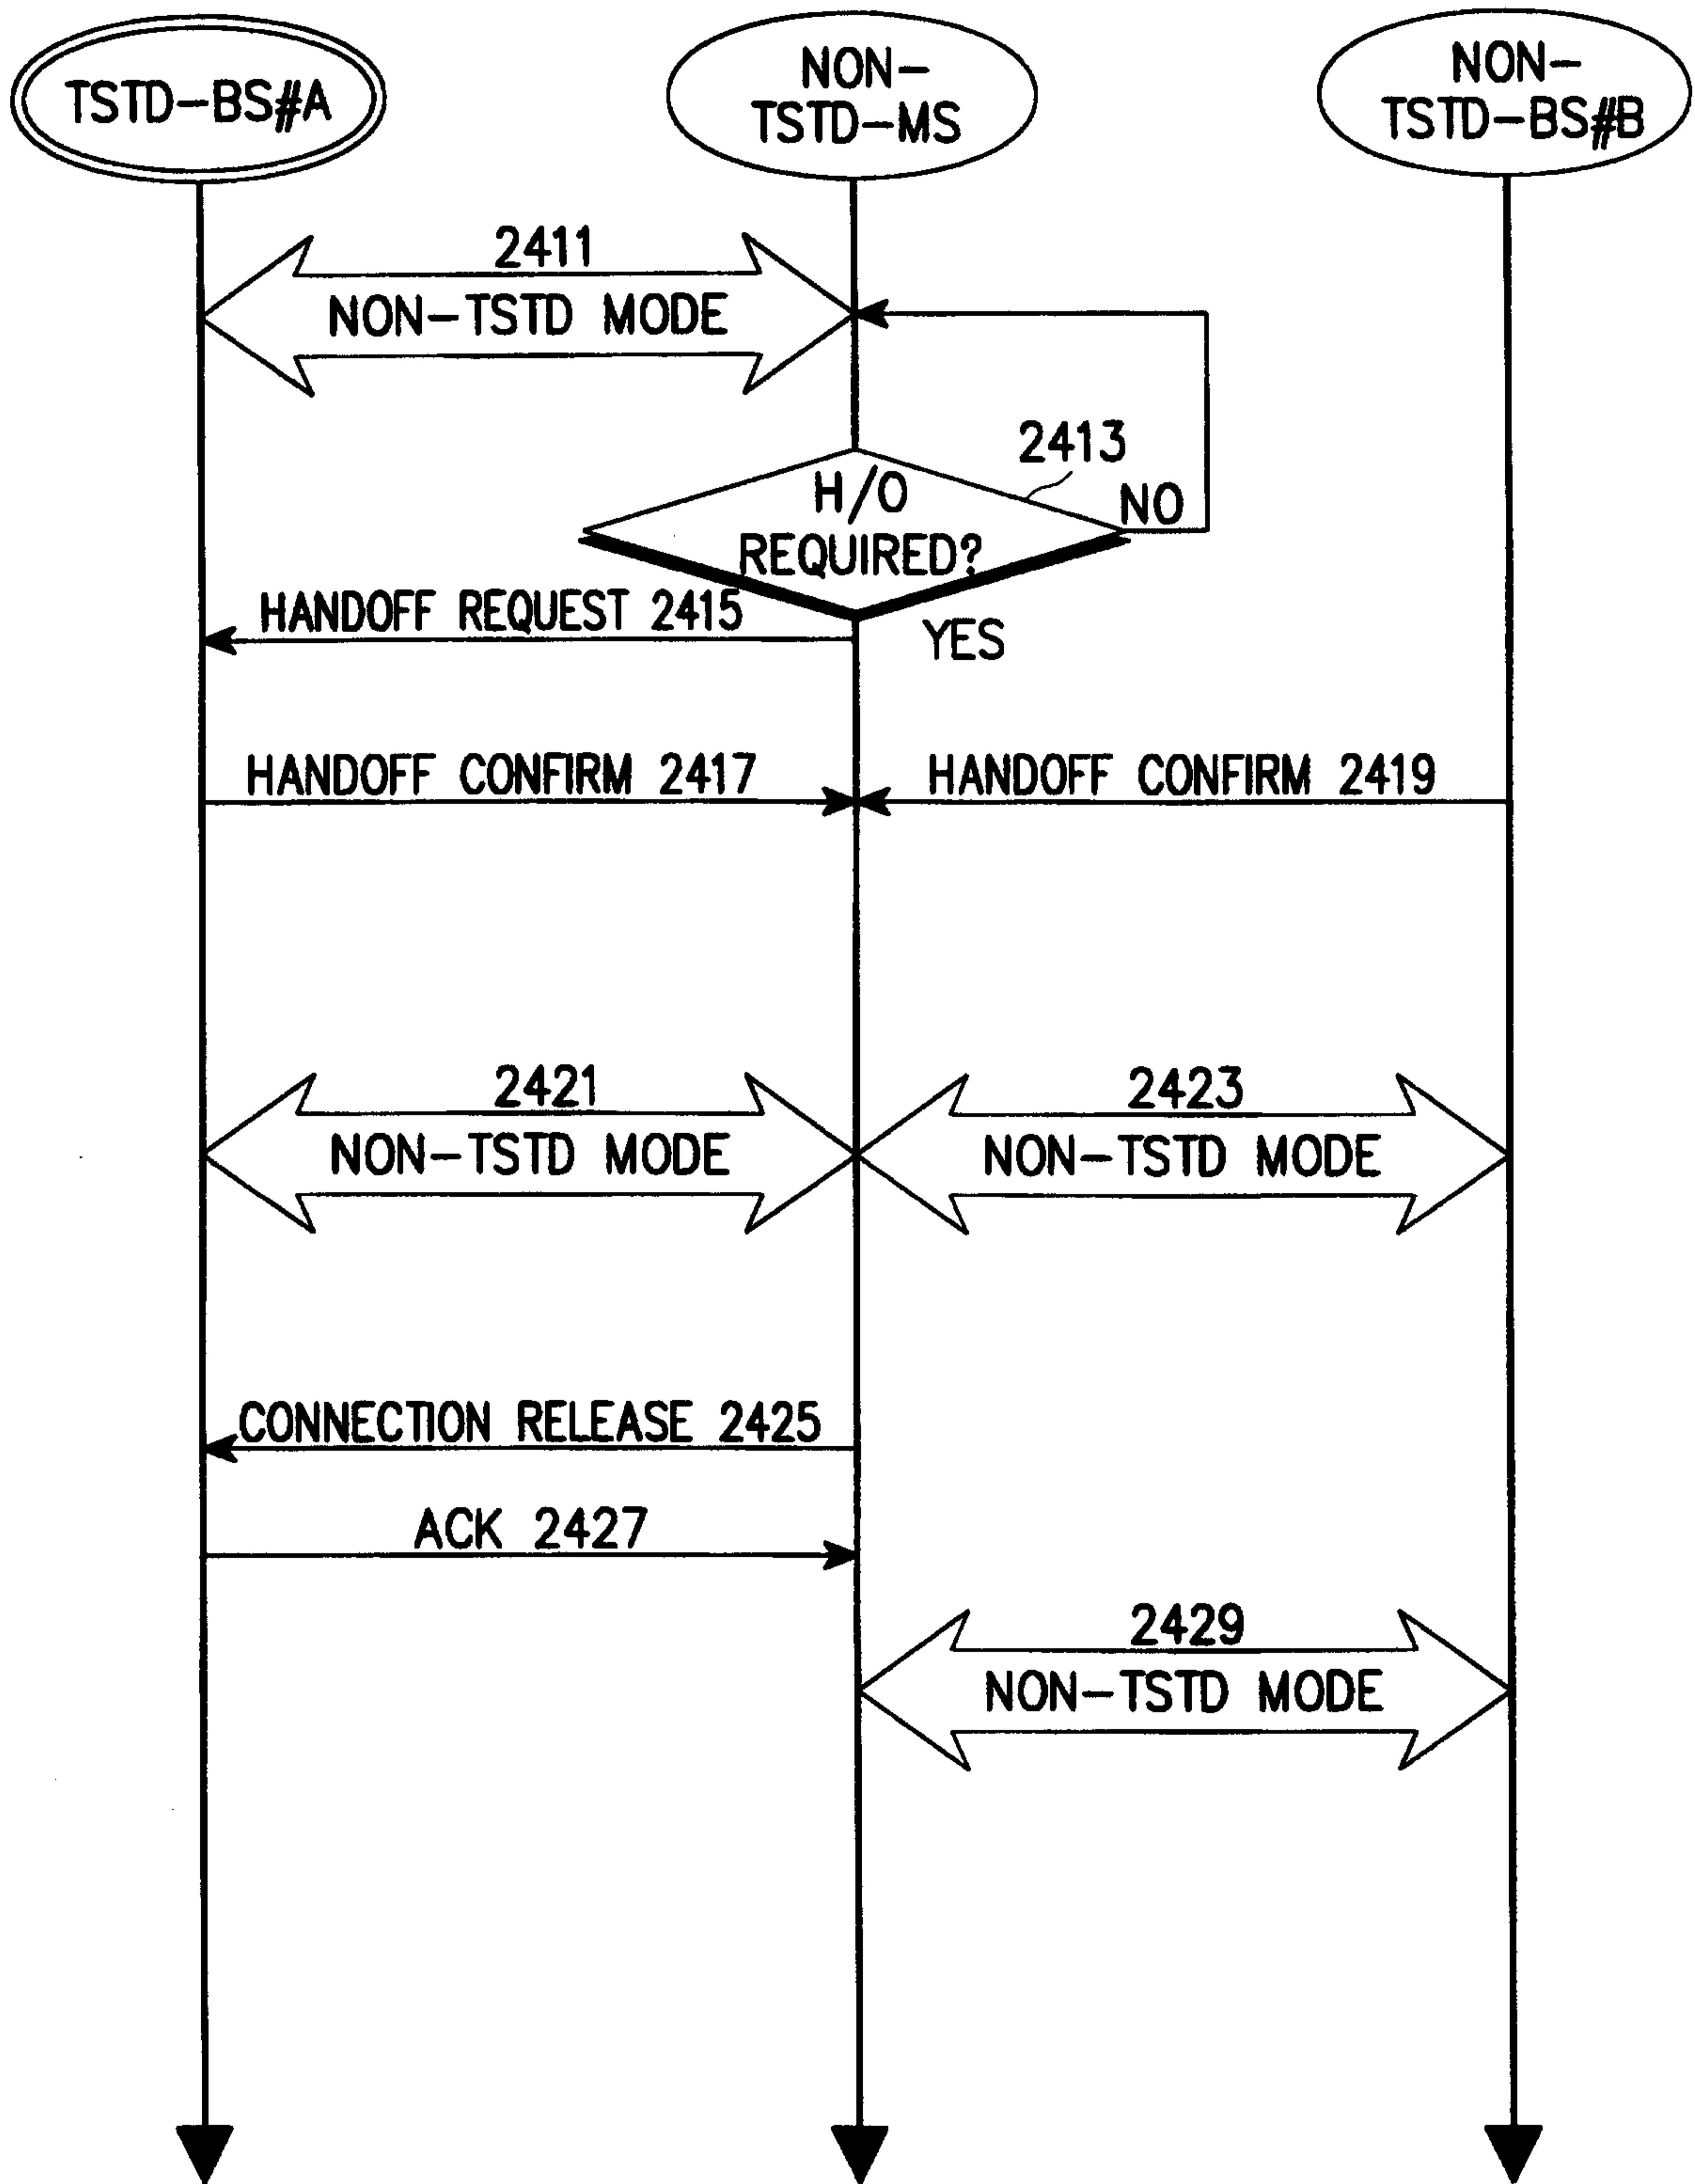 TSTD-BS#A
NON-
TSTD-MS
NON-
TSTD-BS#B
2411
NON-TSTD MODE
2413
H/O
REQUIRED?
NO
HANDOFF REQUEST 2415
YES
HANDOFF CONFIRM 2417
HANDOFF CONFIRM 2419
2421
NON-TSTD MODE
2423
NON-TSTD MODE
CONNECTION RELEASE 2425
ACK 2427
2429
NON-TSTD MODE